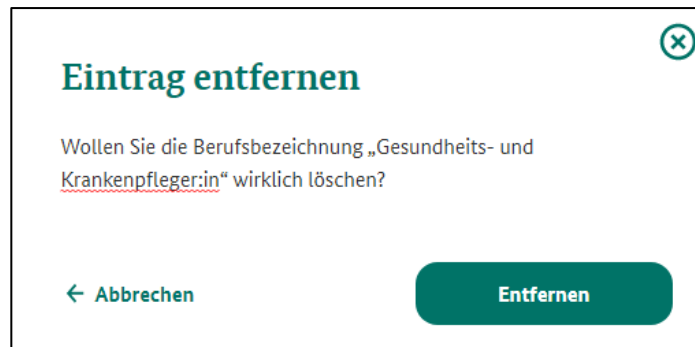 Eintrag entfernen
Wollen Sie die Berufsbezeichnung „Gesundheits- und
Krankenpfleger:in“ wirklich löschen?
← Abbrechen
Entfernen